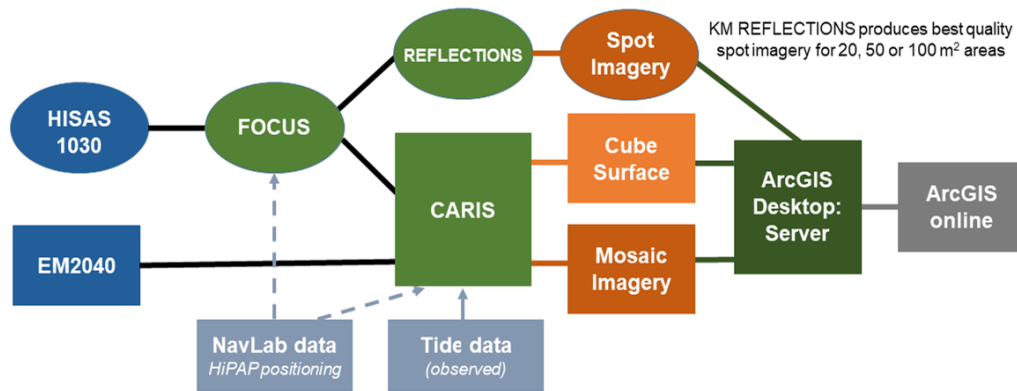 REFLECTIONS
Spot
Imagery
KM REFLECTIONS produces best quality
spot imagery for 20, 50 or 100 m² areas
HISAS
1030
FOCUS
CARIS
Cube
Surface
ArcGIS
Desktop:
Server
ArcGIS
online
EM2040
Mosaic
Imagery
NavLab data
HiPAP positioning
Tide data
(observed)